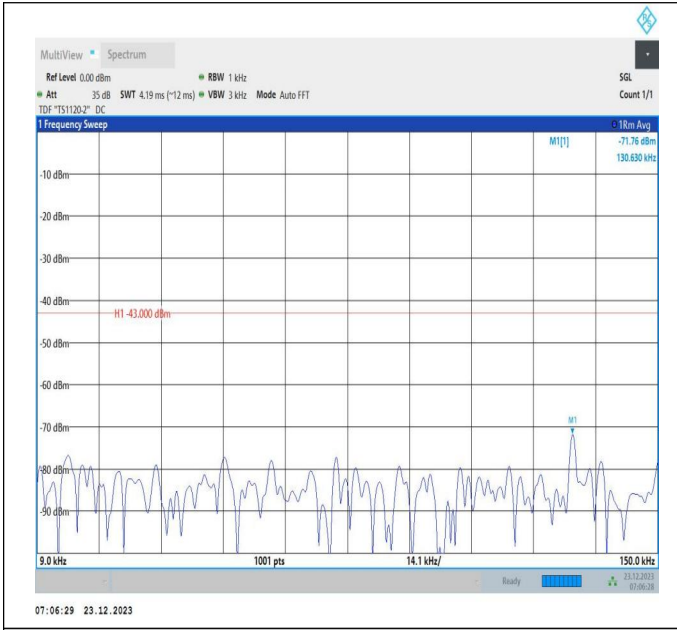 R S
MultiView Spectrum
Ref Level 0.00 dBm RBW 1 kHz SGL
Att 35 dB SWT 4.19 ms (~12 ms) VBW 3 kHz Mode Auto FFT Count 1/1
TDF "TS1120-2" DC
1 Frequency Sweep 1Rm Avg
M1[1] -71.76 dBm
130.630 kHz
-10 dBm
-20 dBm
-30 dBm
-40 dBm
H1 -43.000 dBm
-50 dBm
-60 dBm
-70 dBm
M1
-80 dBm
-90 dBm
9.0 kHz 1001 pts 14.1 kHz/ 150.0 kHz
Ready 23.12.2023
07:06:28
07:06:29 23.12.2023